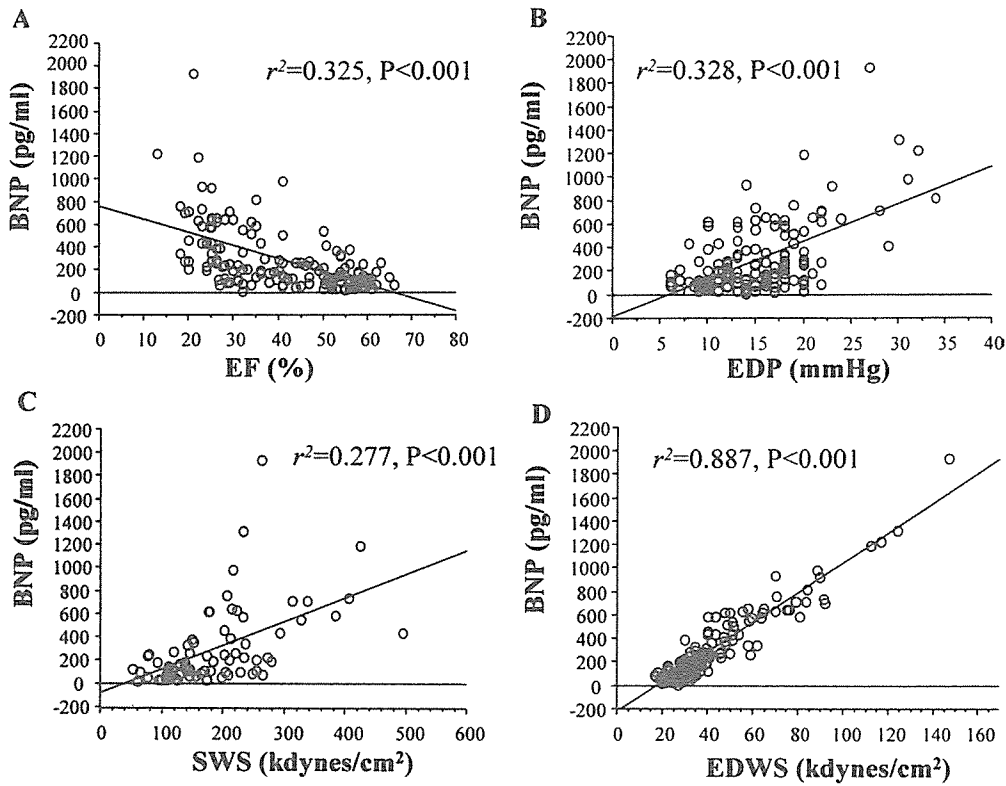 A
2200
2000
1800
1600
1400
1200
1000
800
600
400
200
0
-200
BNP (pg/ml)
r²=0.325, P<0.001
0 10 20 30 40 50 60 70 80
EF (%)
B
2200
2000
1800
1600
1400
1200
1000
800
600
400
200
0
-200
BNP (pg/ml)
r²=0.328, P<0.001
0 5 10 15 20 25 30 35 40
EDP (mmHg)
C
2200
2000
1800
1600
1400
1200
1000
800
600
400
200
0
-200
BNP (pg/ml)
r²=0.277, P<0.001
0 100 200 300 400 500 600
SWS (kdynes/cm²)
D
2200
2000
1800
1600
1400
1200
1000
800
600
400
200
0
-200
BNP (pg/ml)
r²=0.887, P<0.001
0 20 40 60 80 100 120 140 160
EDWS (kdynes/cm²)